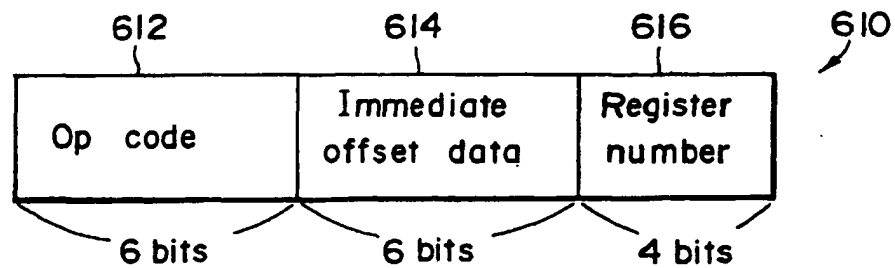 612 614 616 610
Op code
Immediate offset data
Register number
6 bits 6 bits 4 bits